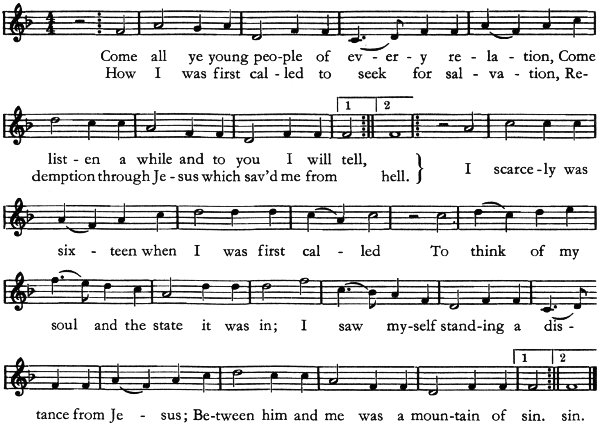 Come all ye young peo-ple of ev-er-y re-la-tion, Come
How I was first cal-led to seek for sal-va-tion, Re-
1 2
list-en a while and to you I will tell,
demption through Je-sus which sav'd me from hell. } I scarce-ly was
six-teen when I was first cal-led To think of my
soul and the state it was in; I saw my-self stand-ing a dis-
1 2
tance from Je-sus; Be-tween him and me was a moun-tain of sin. sin.